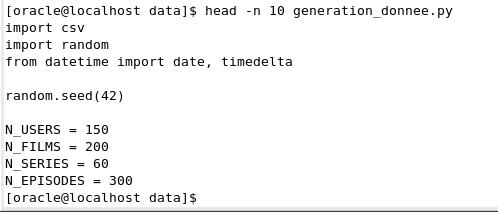 [oracle@localhost data]$ head -n 10 generation_donnee.py
import csv
import random
from datetime import date, timedelta

random.seed(42)

N_USERS = 150
N_FILMS = 200
N_SERIES = 60
N_EPISODES = 300
[oracle@localhost data]$